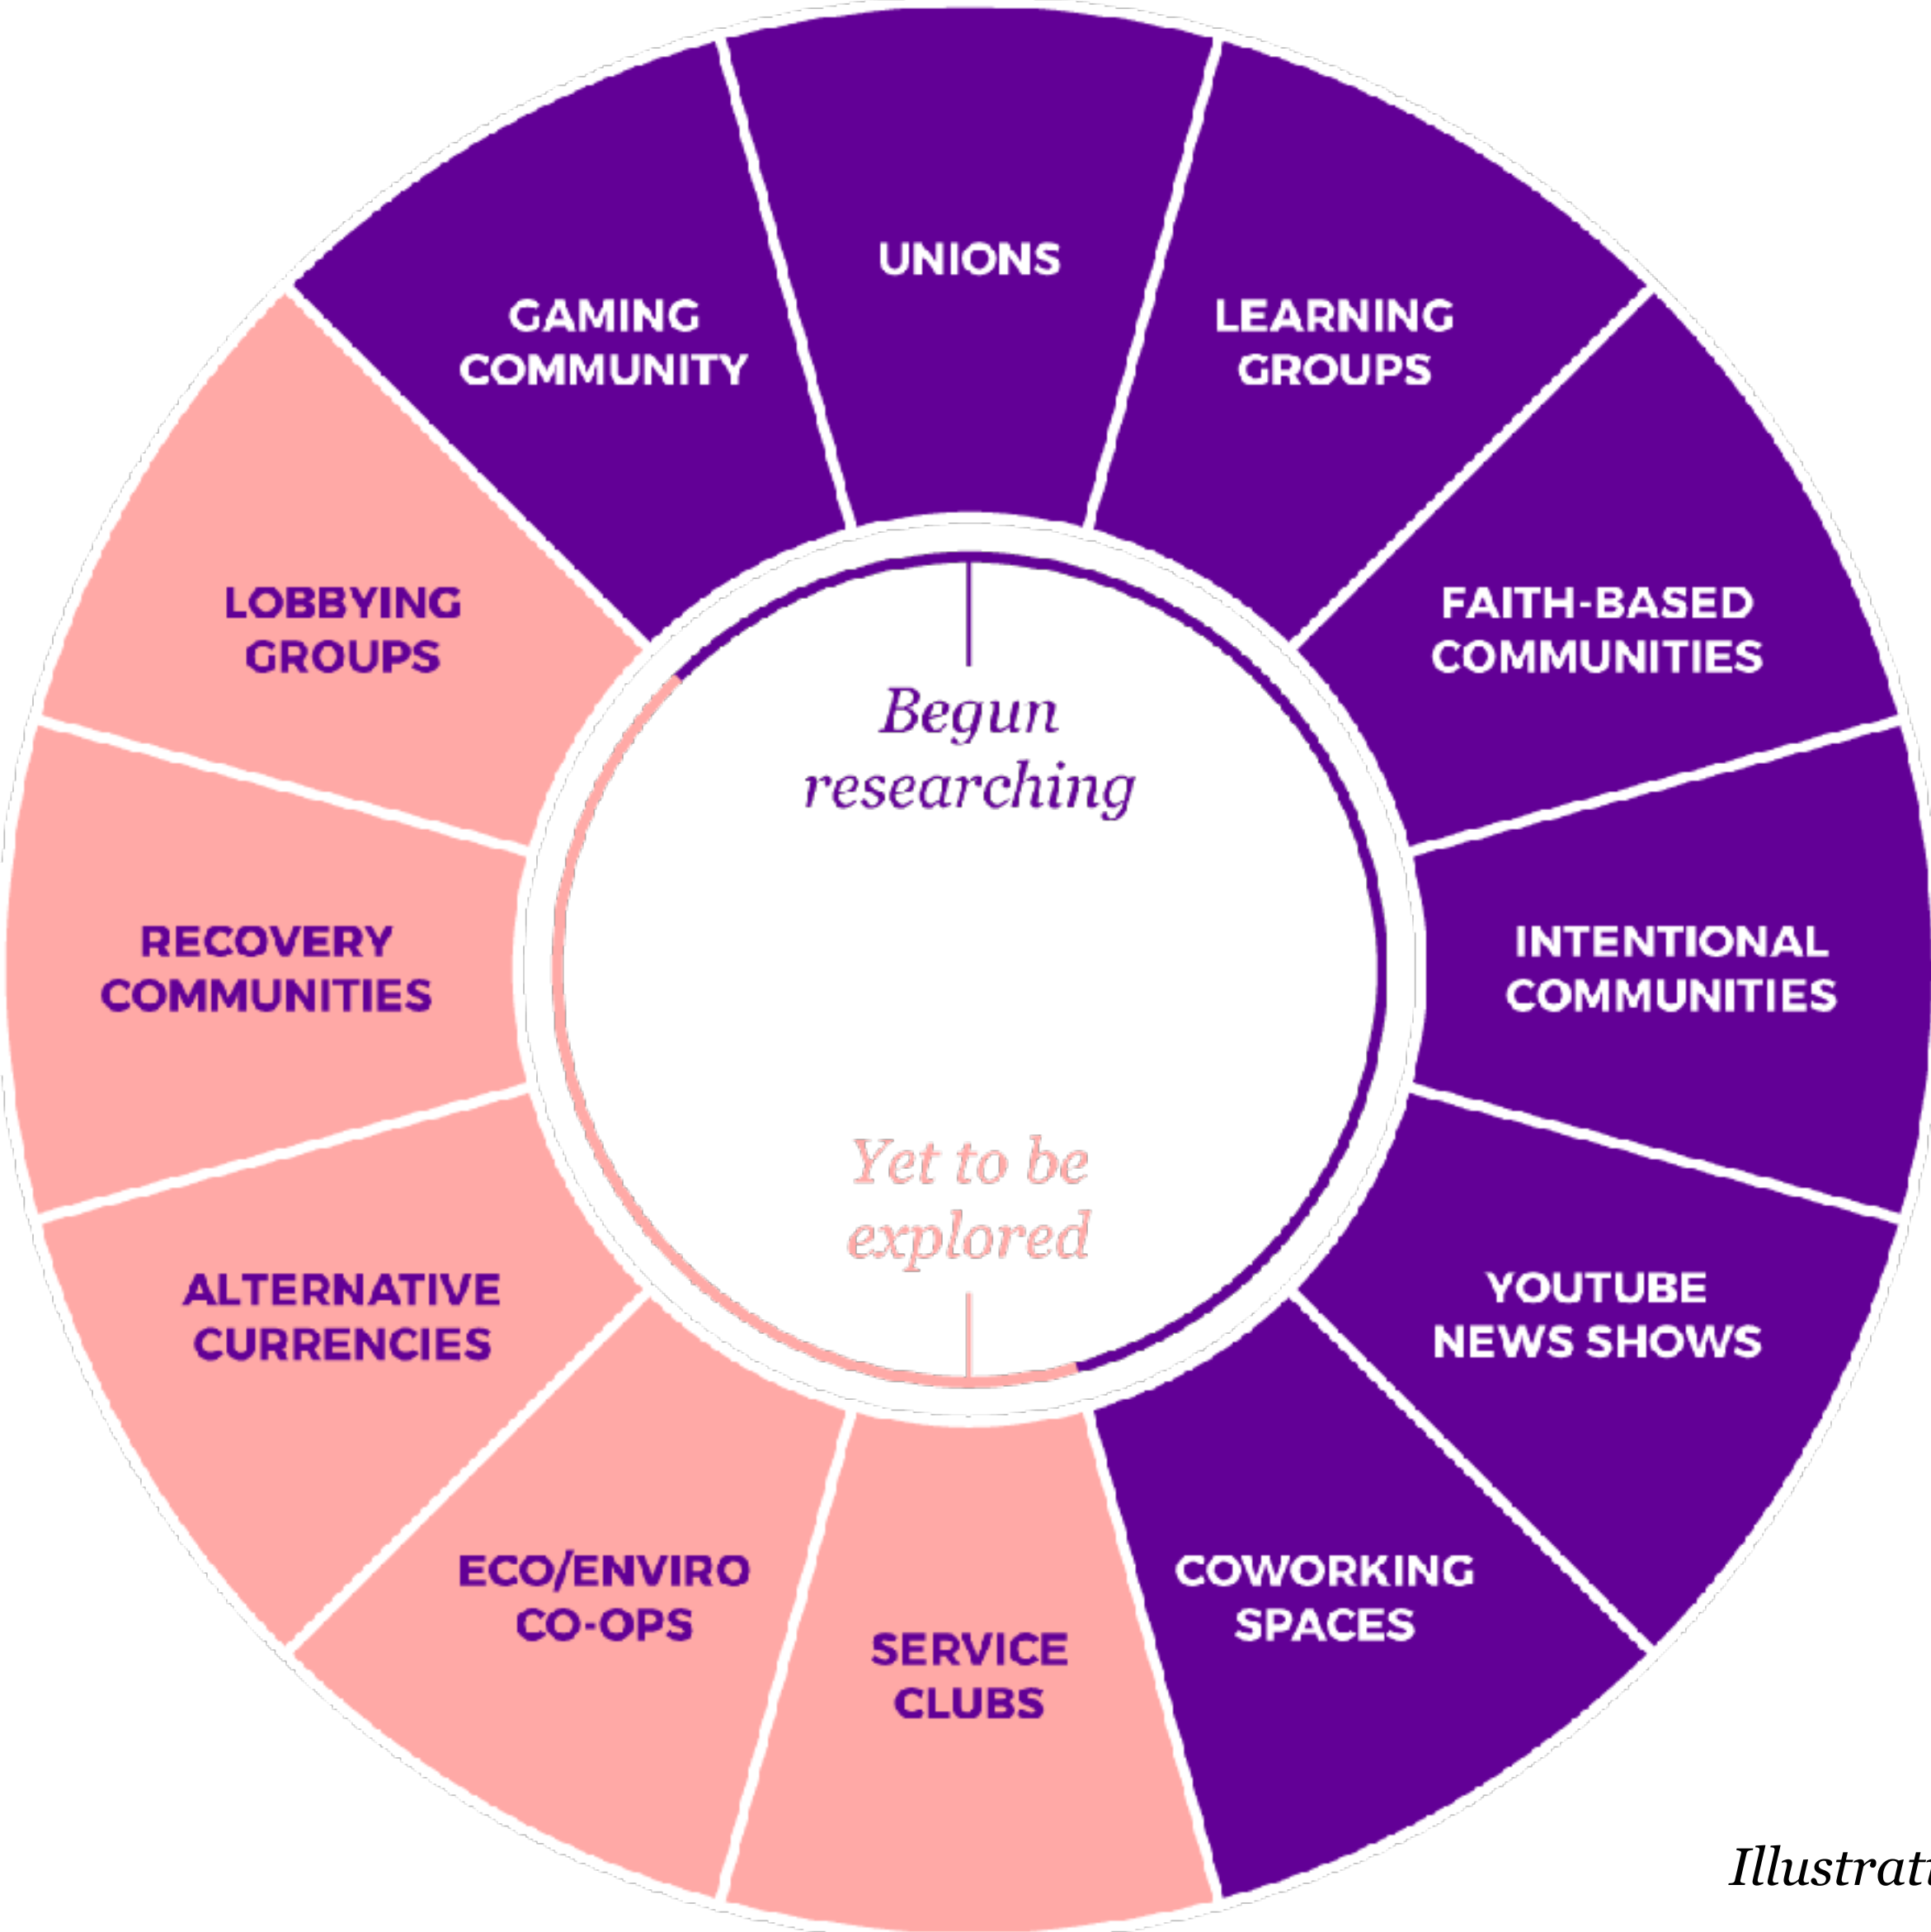 UNIONS
LEARNING
GROUPS
FAITH-BASED
COMMUNITIES
INTENTIONAL
COMMUNITIES
YOUTUBE
NEWS SHOWS
COWORKING
SPACES
SERVICE
CLUBS
ECO/ENVIRO
CO-OPS
ALTERNATIVE
CURRENCIES
RECOVERY
COMMUNITIES
LOBBYING
GROUPS
GAMING
COMMUNITY
Begun
researching
Yet to be
explored